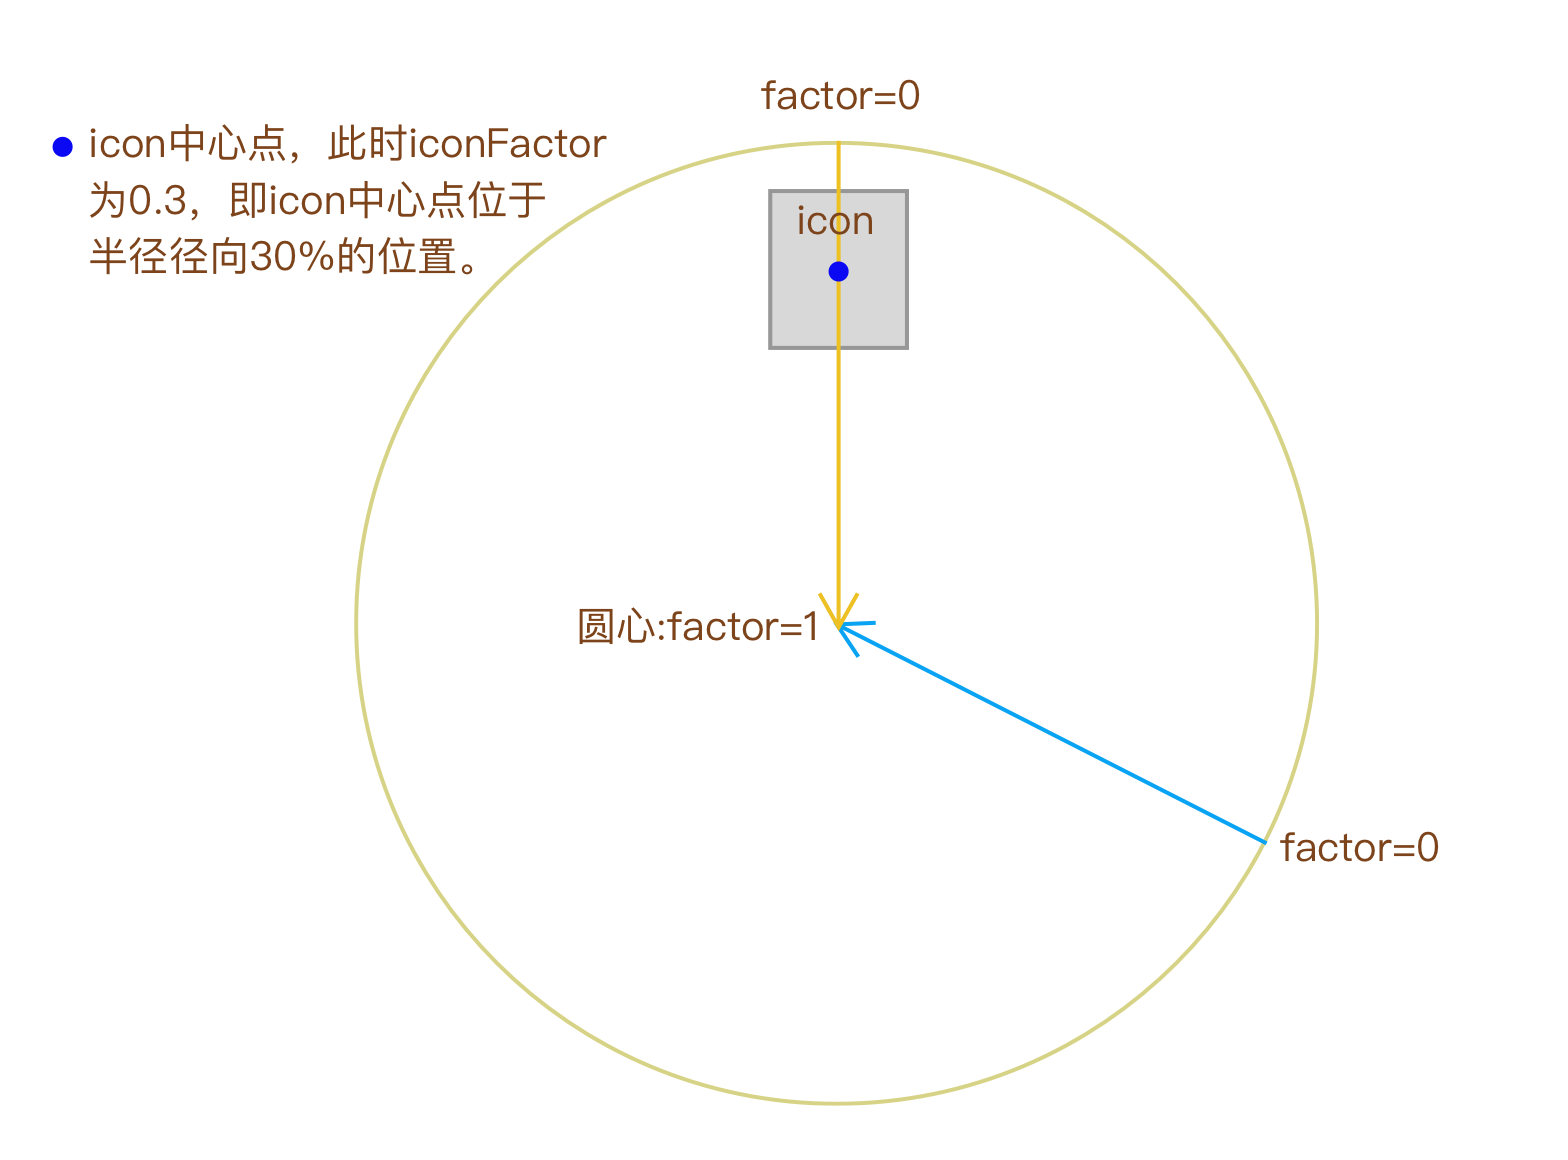 factor=0
icon中心点，此时iconFactor
为0.3，即icon中心点位于
半径径向30%的位置。
icon
圆心:factor=1
factor=0